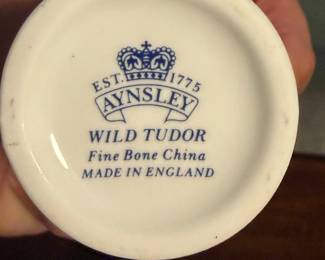 EST. 1775
AYNSLEY
WILD TUDOR
Fine Bone China
MADE IN ENGLAND